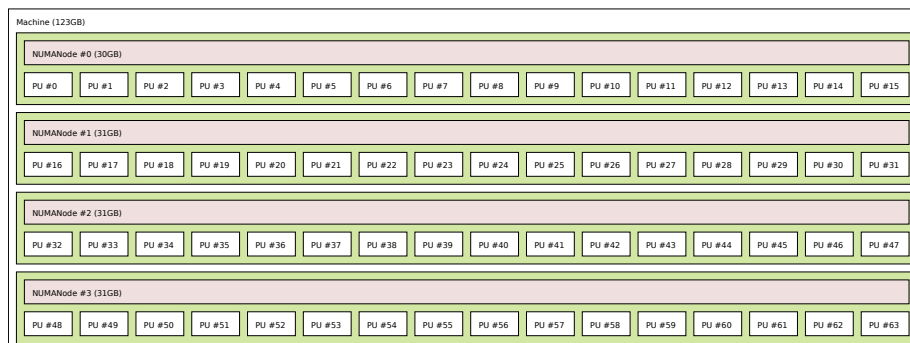 Machine (123GB)
NUMANode #0 (30GB)
PU #0 PU #1 PU #2 PU #3 PU #4 PU #5 PU #6 PU #7 PU #8 PU #9 PU #10 PU #11 PU #12 PU #13 PU #14 PU #15
NUMANode #1 (31GB)
PU #16 PU #17 PU #18 PU #19 PU #20 PU #21 PU #22 PU #23 PU #24 PU #25 PU #26 PU #27 PU #28 PU #29 PU #30 PU #31
NUMANode #2 (31GB)
PU #32 PU #33 PU #34 PU #35 PU #36 PU #37 PU #38 PU #39 PU #40 PU #41 PU #42 PU #43 PU #44 PU #45 PU #46 PU #47
NUMANode #3 (31GB)
PU #48 PU #49 PU #50 PU #51 PU #52 PU #53 PU #54 PU #55 PU #56 PU #57 PU #58 PU #59 PU #60 PU #61 PU #62 PU #63